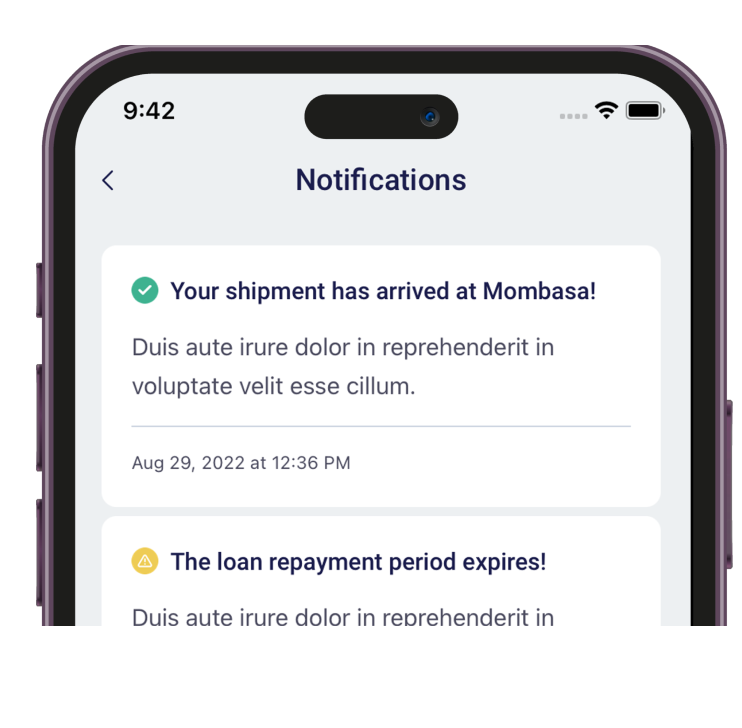 9:42
Notifications
Your shipment has arrived at Mombasa!
Duis aute irure dolor in reprehenderit in
voluptate velit esse cillum.
Aug 29, 2022 at 12:36 PM
The loan repayment period expires!
Duis aute irure dolor in reprehenderit in